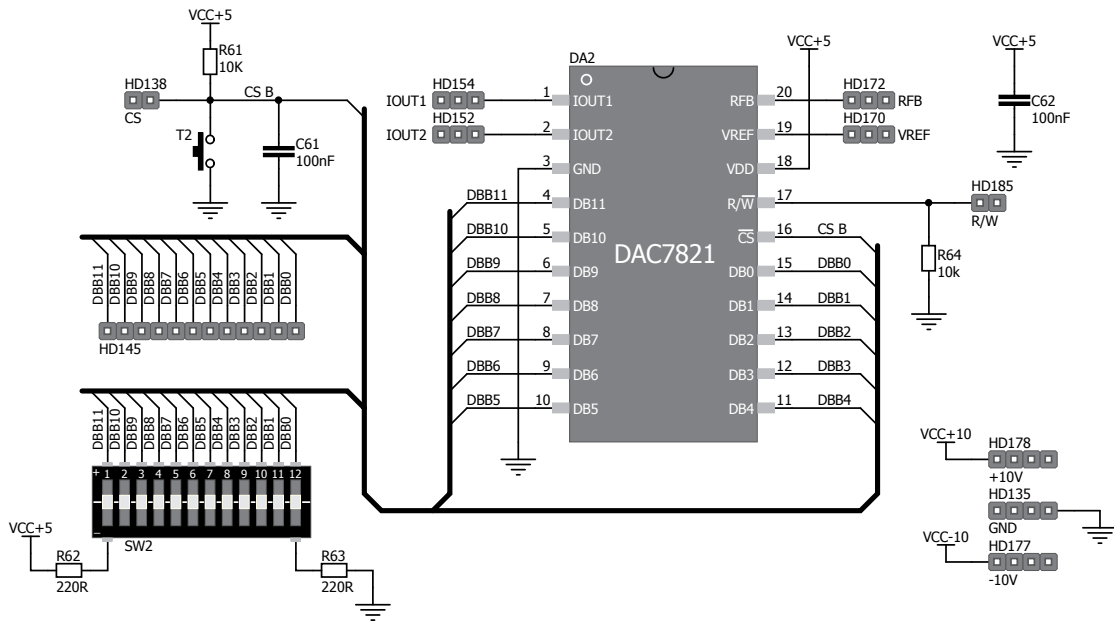 VCC+5
R61
10K
HD138
CS
CS B
T2
C61
100nF
DBB11
DBB10
DBB9
DBB8
DBB7
DBB6
DBB5
DBB4
DBB3
DBB2
DBB1
DBB0
HD145
DBB11
DBB10
DBB9
DBB8
DBB7
DBB6
DBB5
DBB4
DBB3
DBB2
DBB1
DBB0
+ 1 2 3 4 5 6 7 8 9 10 11 12
–
SW2
VCC+5
R62
220R
R63
220R
DA2
DAC7821
HD154
IOUT1 1 IOUT1
HD152
IOUT2 2 IOUT2
3 GND
DBB11 4 DB11
DBB10 5 DB10
DBB9 6 DB9
DBB8 7 DB8
DBB7 8 DB7
DBB6 9 DB6
DBB5 10 DB5
VCC+5
HD172
RFB 20 RFB
HD170
VREF 19 VREF
VDD 18
R/W̅ 17
C̅S̅ 16 CS B
DB0 15 DBB0
DB1 14 DBB1
DB2 13 DBB2
DB3 12 DBB3
DB4 11 DBB4
VCC+5
C62
100nF
HD185
R/W
R64
10k
VCC+10
HD178
+10V
HD135
GND
VCC-10
HD177
-10V